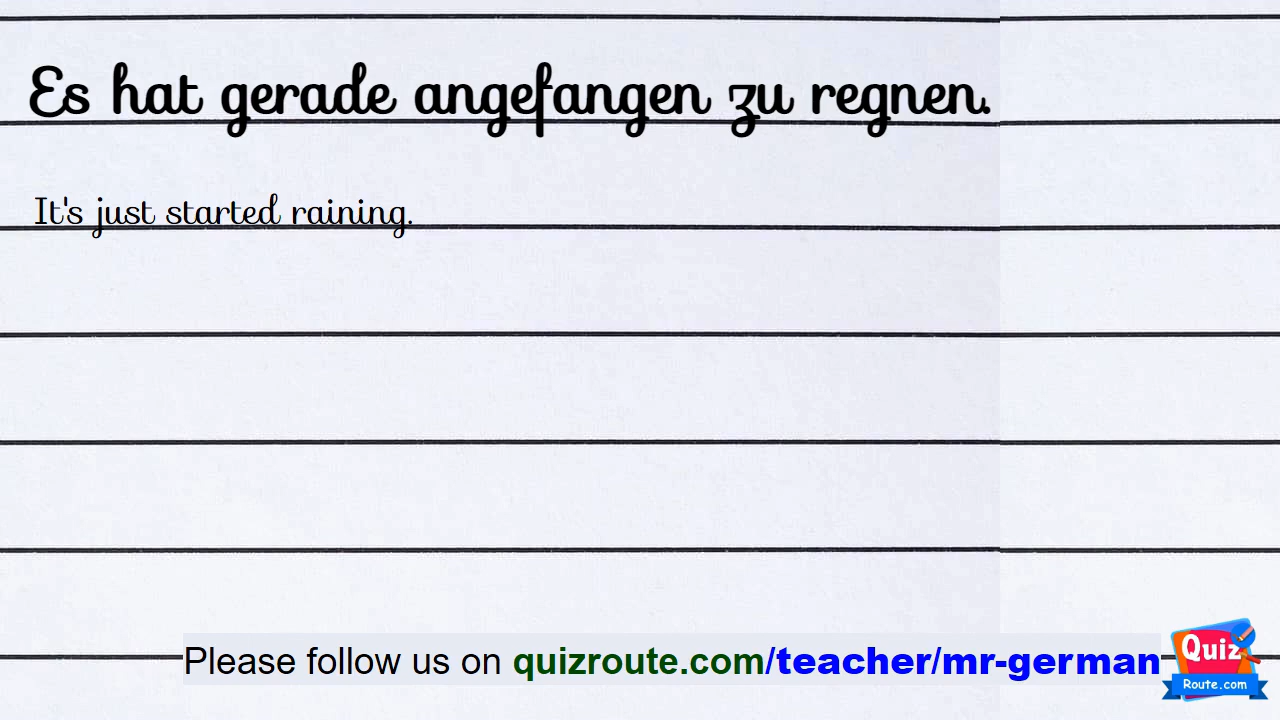 Es hat gerade angefangen zu regnen.
It's just started raining.
Please follow us on quizroute.com/teacher/mr-german
Quiz
Route.com